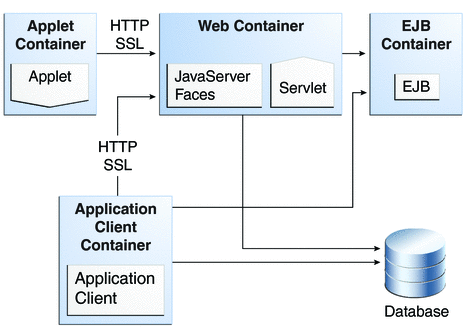 Applet
Container
Applet
HTTP
SSL
Web Container
JavaServer
Faces
Servlet
EJB
Container
EJB
HTTP
SSL
Application
Client
Container
Application
Client
Database